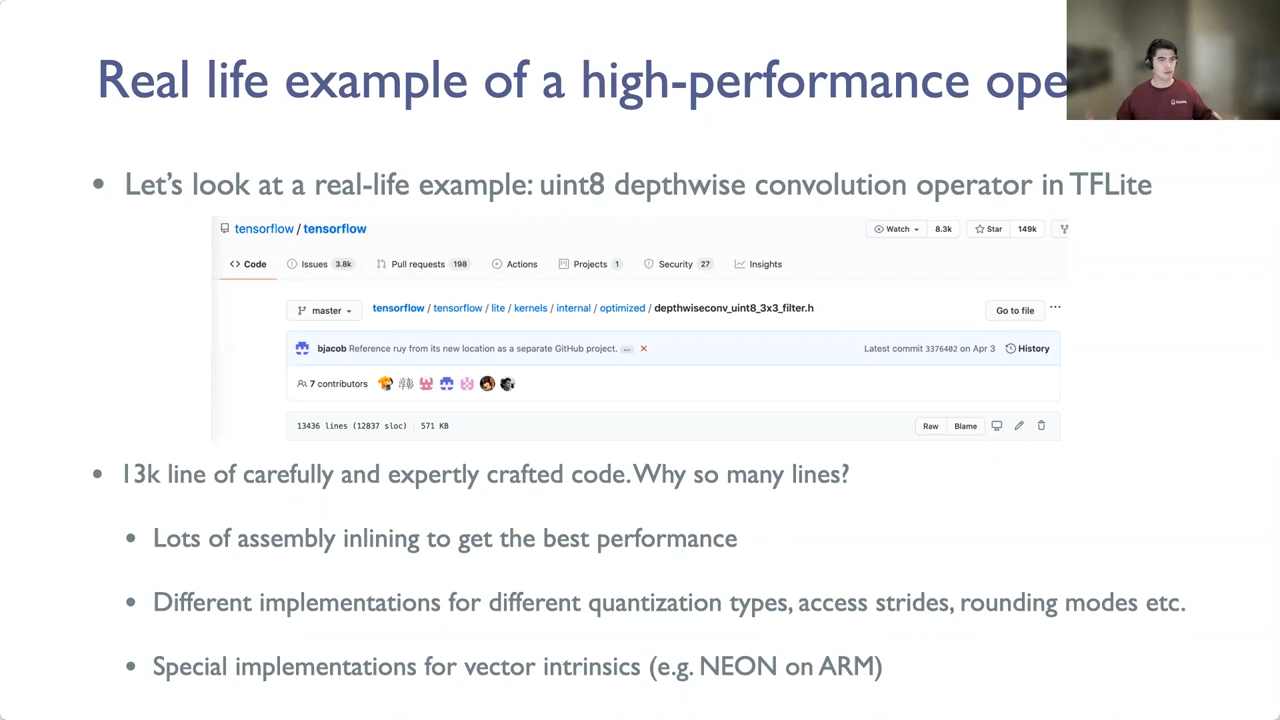 Real life example of a high-performance ope
Let's look at a real-life example: uint8 depthwise convolution operator in TFLite
tensorflow / tensorflow
Watch 8.3k Star 149k
Code Issues 3.8k Pull requests 198 Actions Projects 1 Security 27 Insights
master tensorflow / tensorflow / lite / kernels / internal / optimized / depthwiseconv_uint8_3x3_filter.h Go to file ...
bjacob Reference ruy from its new location as a separate GitHub project. ... Latest commit 3376402 on Apr 3 History
7 contributors
13436 lines (12837 sloc) 571 KB Raw Blame
13k line of carefully and expertly crafted code. Why so many lines?
Lots of assembly inlining to get the best performance
Different implementations for different quantization types, access strides, rounding modes etc.
Special implementations for vector intrinsics (e.g. NEON on ARM)